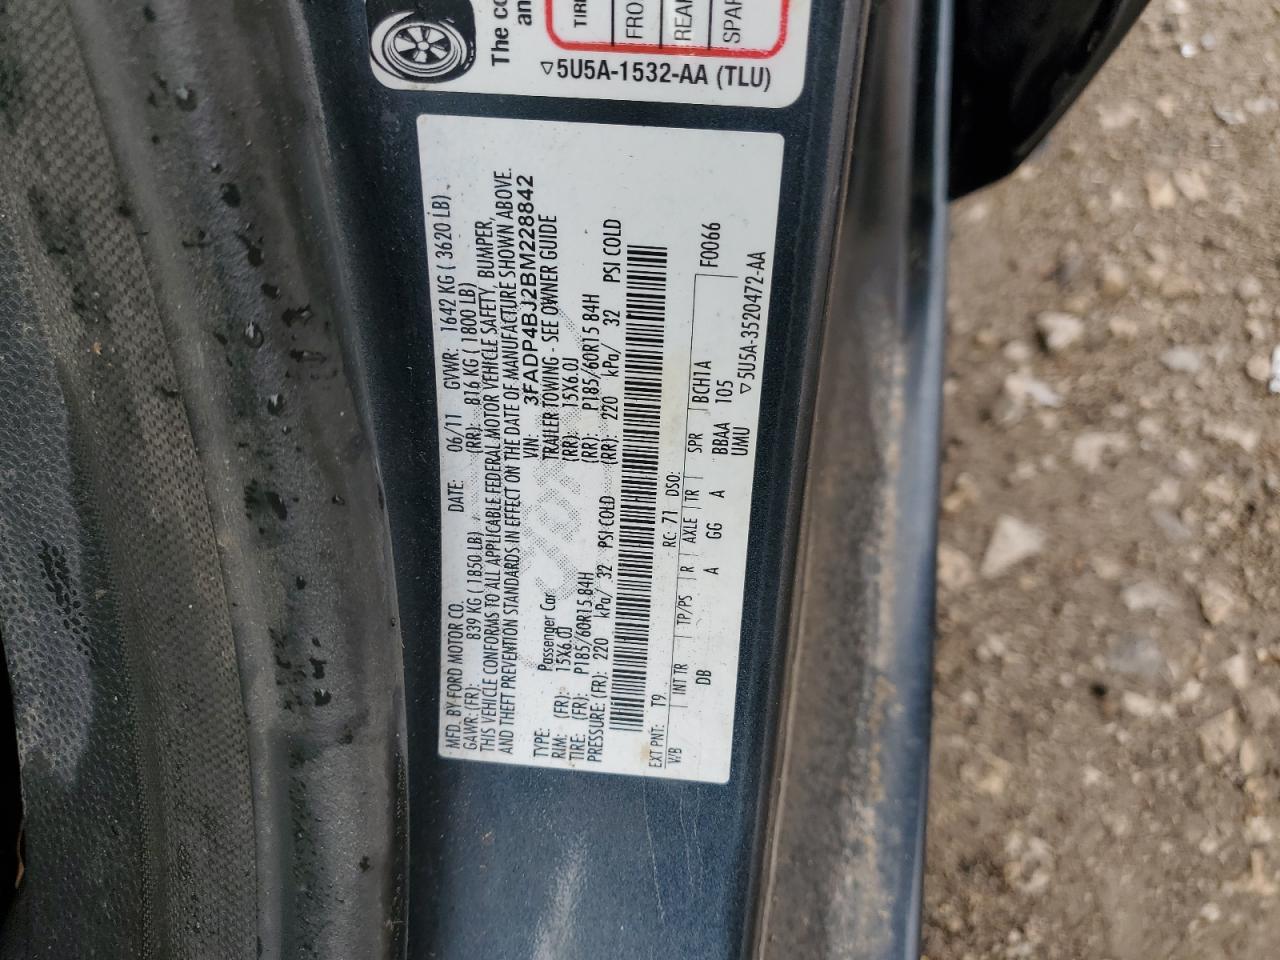 The co
an
TIRE
FRO
REAR
SPAR
▽5U5A-1532-AA (TLU)
MFD. BY FORD MOTOR CO. DATE: 06/11 GVWR: 1642 KG ( 3620 LB)
GAWR: (FR): 839 KG ( 1850 LB) (RR): 816 KG ( 1800 LB)
THIS VEHICLE CONFORMS TO ALL APPLICABLE FEDERAL MOTOR VEHICLE SAFETY, BUMPER,
AND THEFT PREVENTION STANDARDS IN EFFECT ON THE DATE OF MANUFACTURE SHOWN ABOVE.
VIN: 3FADP4BJ2BM228842
TYPE: Passenger Car TRAILER TOWING - SEE OWNER GUIDE
RIM: (FR): 15X6.0J (RR): 15X6.0J
TIRE: (FR): P185/60R15 84H (RR): P185/60R15 84H
PRESSURE: (FR): 220 kPa/ 32 PSI COLD (RR): 220 kPa/ 32 PSI COLD
EXT PNT: T9 RC: 71 DSO: F0066
WB INT TR TP/PS R AXLE TR SPR BCH1A
DB A GG A BBAA 105
UMU ▽5U5A-3520472-AA